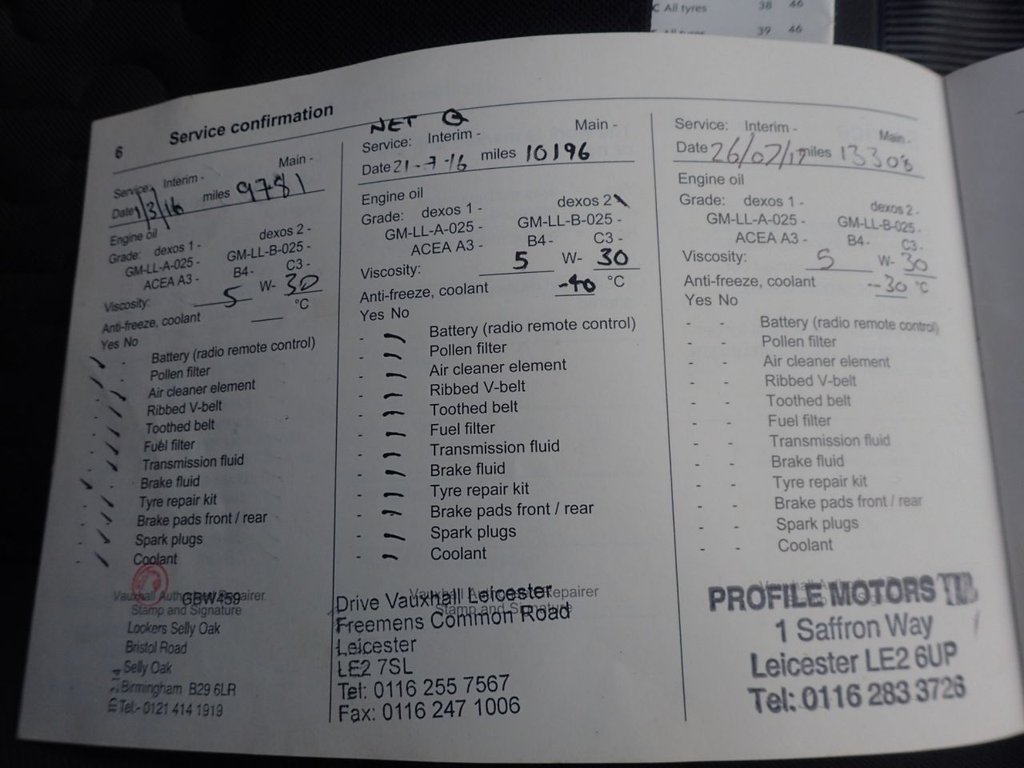 C All tyres 38 46
39 46
6 Service confirmation
Service: Interim - Main -
Date 1/3/16 miles 9781
Engine oil
Grade: dexos 1 - dexos 2 -
GM-LL-A-025 - GM-LL-B-025 -
ACEA A3 - B4- C3 -
Viscosity: 5 W- 30
Anti-freeze, coolant °C
Yes No
Battery (radio remote control)
Pollen filter
Air cleaner element
Ribbed V-belt
Toothed belt
Fuel filter
Transmission fluid
Brake fluid
Tyre repair kit
Brake pads front / rear
Spark plugs
Coolant
Vauxhall Authorised Repairer
GBW459
Stamp and Signature
Lookers Selly Oak
Bristol Road
Selly Oak
Birmingham B29 6LR
Tel:- 0121 414 1919
NET Q
Service: Interim - Main -
Date 21-7-16 miles 10196
Engine oil
Grade: dexos 1 - dexos 2
GM-LL-A-025 - GM-LL-B-025 -
ACEA A3 - B4- C3 -
Viscosity: 5 W- 30
Anti-freeze, coolant -40 °C
Yes No
- Battery (radio remote control)
- Pollen filter
- Air cleaner element
- Ribbed V-belt
- Toothed belt
- Fuel filter
- Transmission fluid
- Brake fluid
- Tyre repair kit
- Brake pads front / rear
- Spark plugs
- Coolant
Drive Vauxhall Leicester
Stamp and Signature
Freemens Common Road
Leicester
LE2 7SL
Tel: 0116 255 7567
Fax: 0116 247 1006
Service: Interim - Main -
Date 26/07/17 miles 13308
Engine oil
Grade: dexos 1 - dexos 2 -
GM-LL-A-025 - GM-LL-B-025 -
ACEA A3 - B4- C3 -
Viscosity: 5 W- 30
Anti-freeze, coolant -30 °C
Yes No
- - Battery (radio remote control)
- - Pollen filter
- - Air cleaner element
- - Ribbed V-belt
- - Toothed belt
- - Fuel filter
- - Transmission fluid
- - Brake fluid
- - Tyre repair kit
- - Brake pads front / rear
- - Spark plugs
- - Coolant
PROFILE MOTORS
1 Saffron Way
Leicester LE2 6UP
Tel: 0116 283 3726